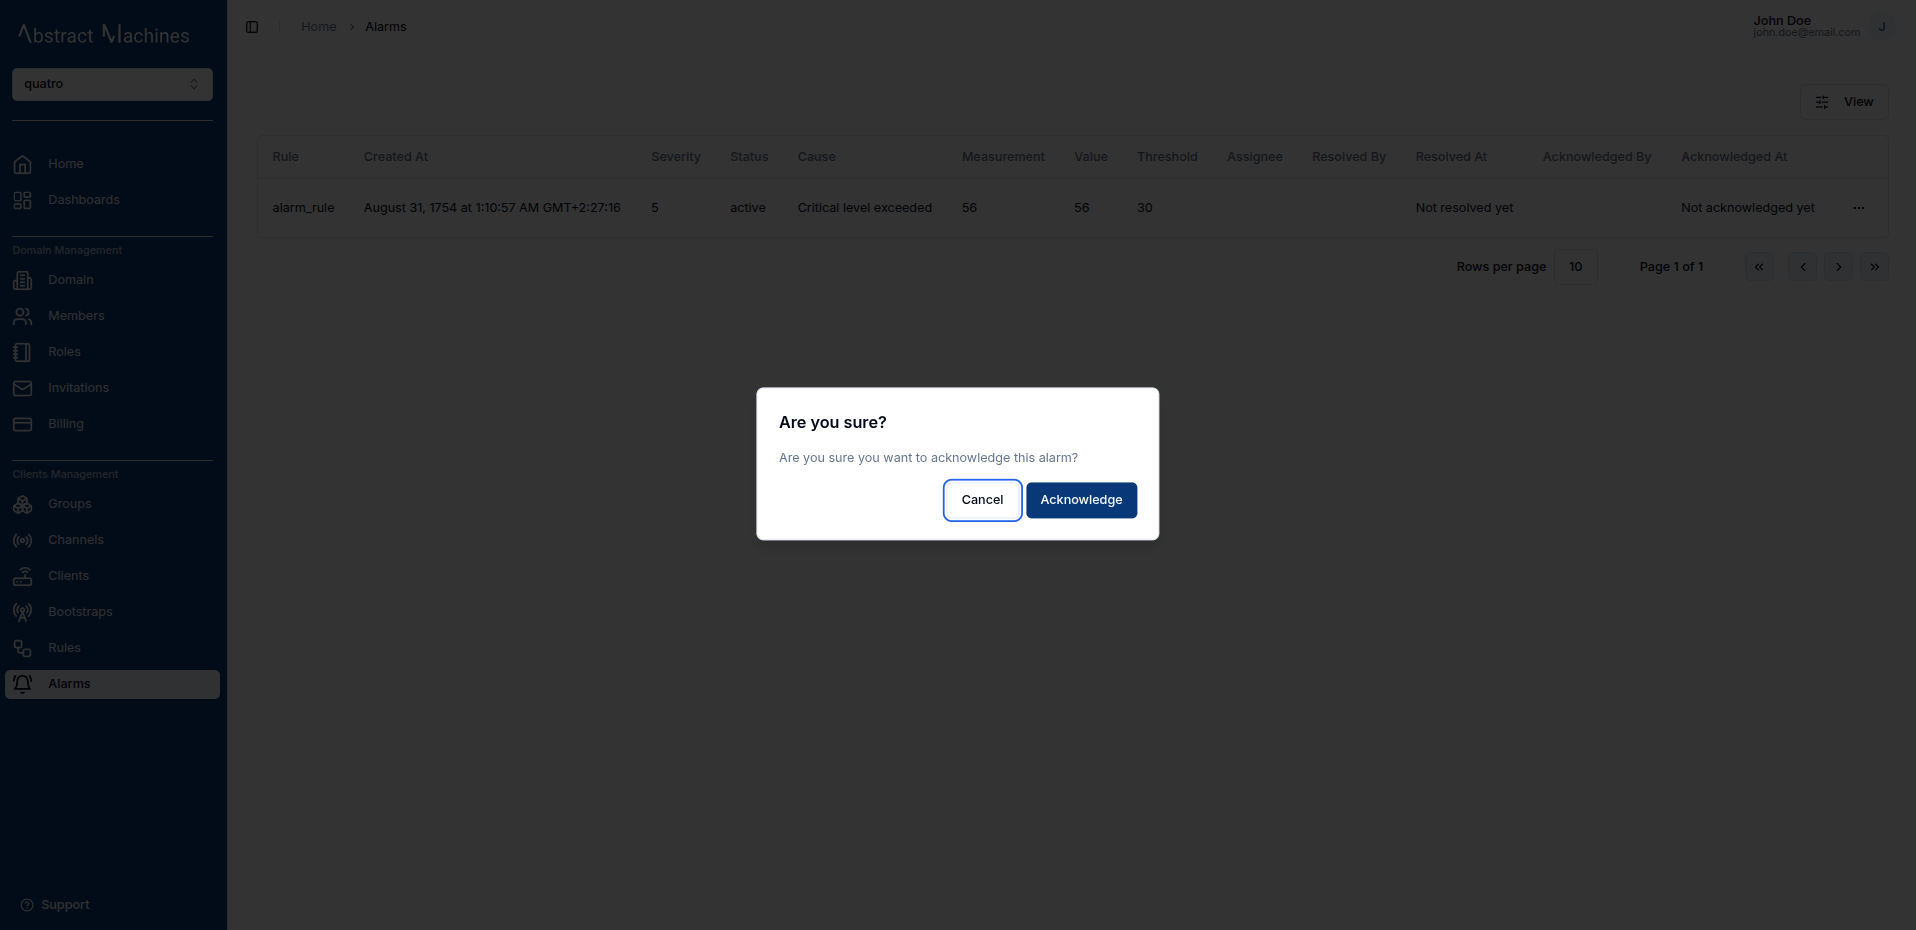 Abstract Machines
Home > Alarms
John Doe
john.doe@email.com
J
quatro
View
Home
Dashboards
Domain Management
Domain
Members
Roles
Invitations
Billing
Clients Management
Groups
Channels
Clients
Bootstraps
Rules
Alarms
Support
Rule Created At Severity Status Cause Measurement Value Threshold Assignee Resolved By Resolved At Acknowledged By Acknowledged At
alarm_rule August 31, 1754 at 1:10:57 AM GMT+2:27:16 5 active Critical level exceeded 56 56 30 Not resolved yet Not acknowledged yet ...
Rows per page 10 Page 1 of 1 « ‹ › »
Are you sure?
Are you sure you want to acknowledge this alarm?
Cancel Acknowledge